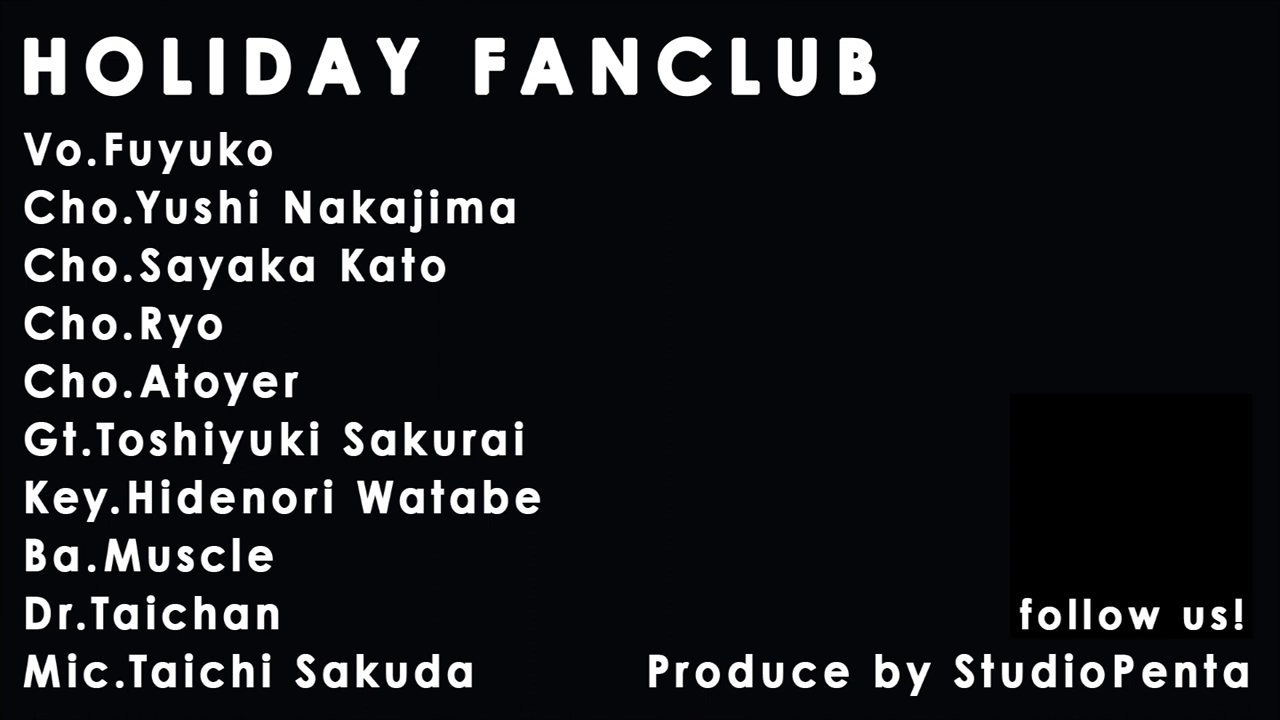 HOLIDAY FANCLUB
Vo.Fuyuko
Cho.Yushi Nakajima
Cho.Sayaka Kato
Cho.Ryo
Cho.Atoyer
Gt.Toshiyuki Sakurai
Key.Hidenori Watabe
Ba.Muscle
Dr.Taichan
follow us!
Mic.Taichi Sakuda
Produce by StudioPenta